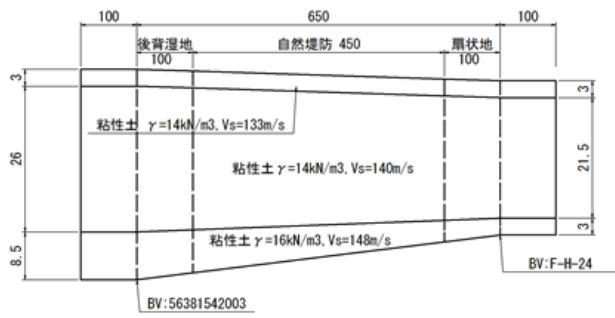 100 650 100
後背湿地 自然堤防 450 扇状地
100 100
3 3
粘性土 γ=14kN/m3,Vs=133m/s
26 粘性土γ=14kN/m3,Vs=140m/s 21.5
粘性土γ=16kN/m3,Vs=148m/s 3
8.5
BV:F-H-24
BV:56381542003